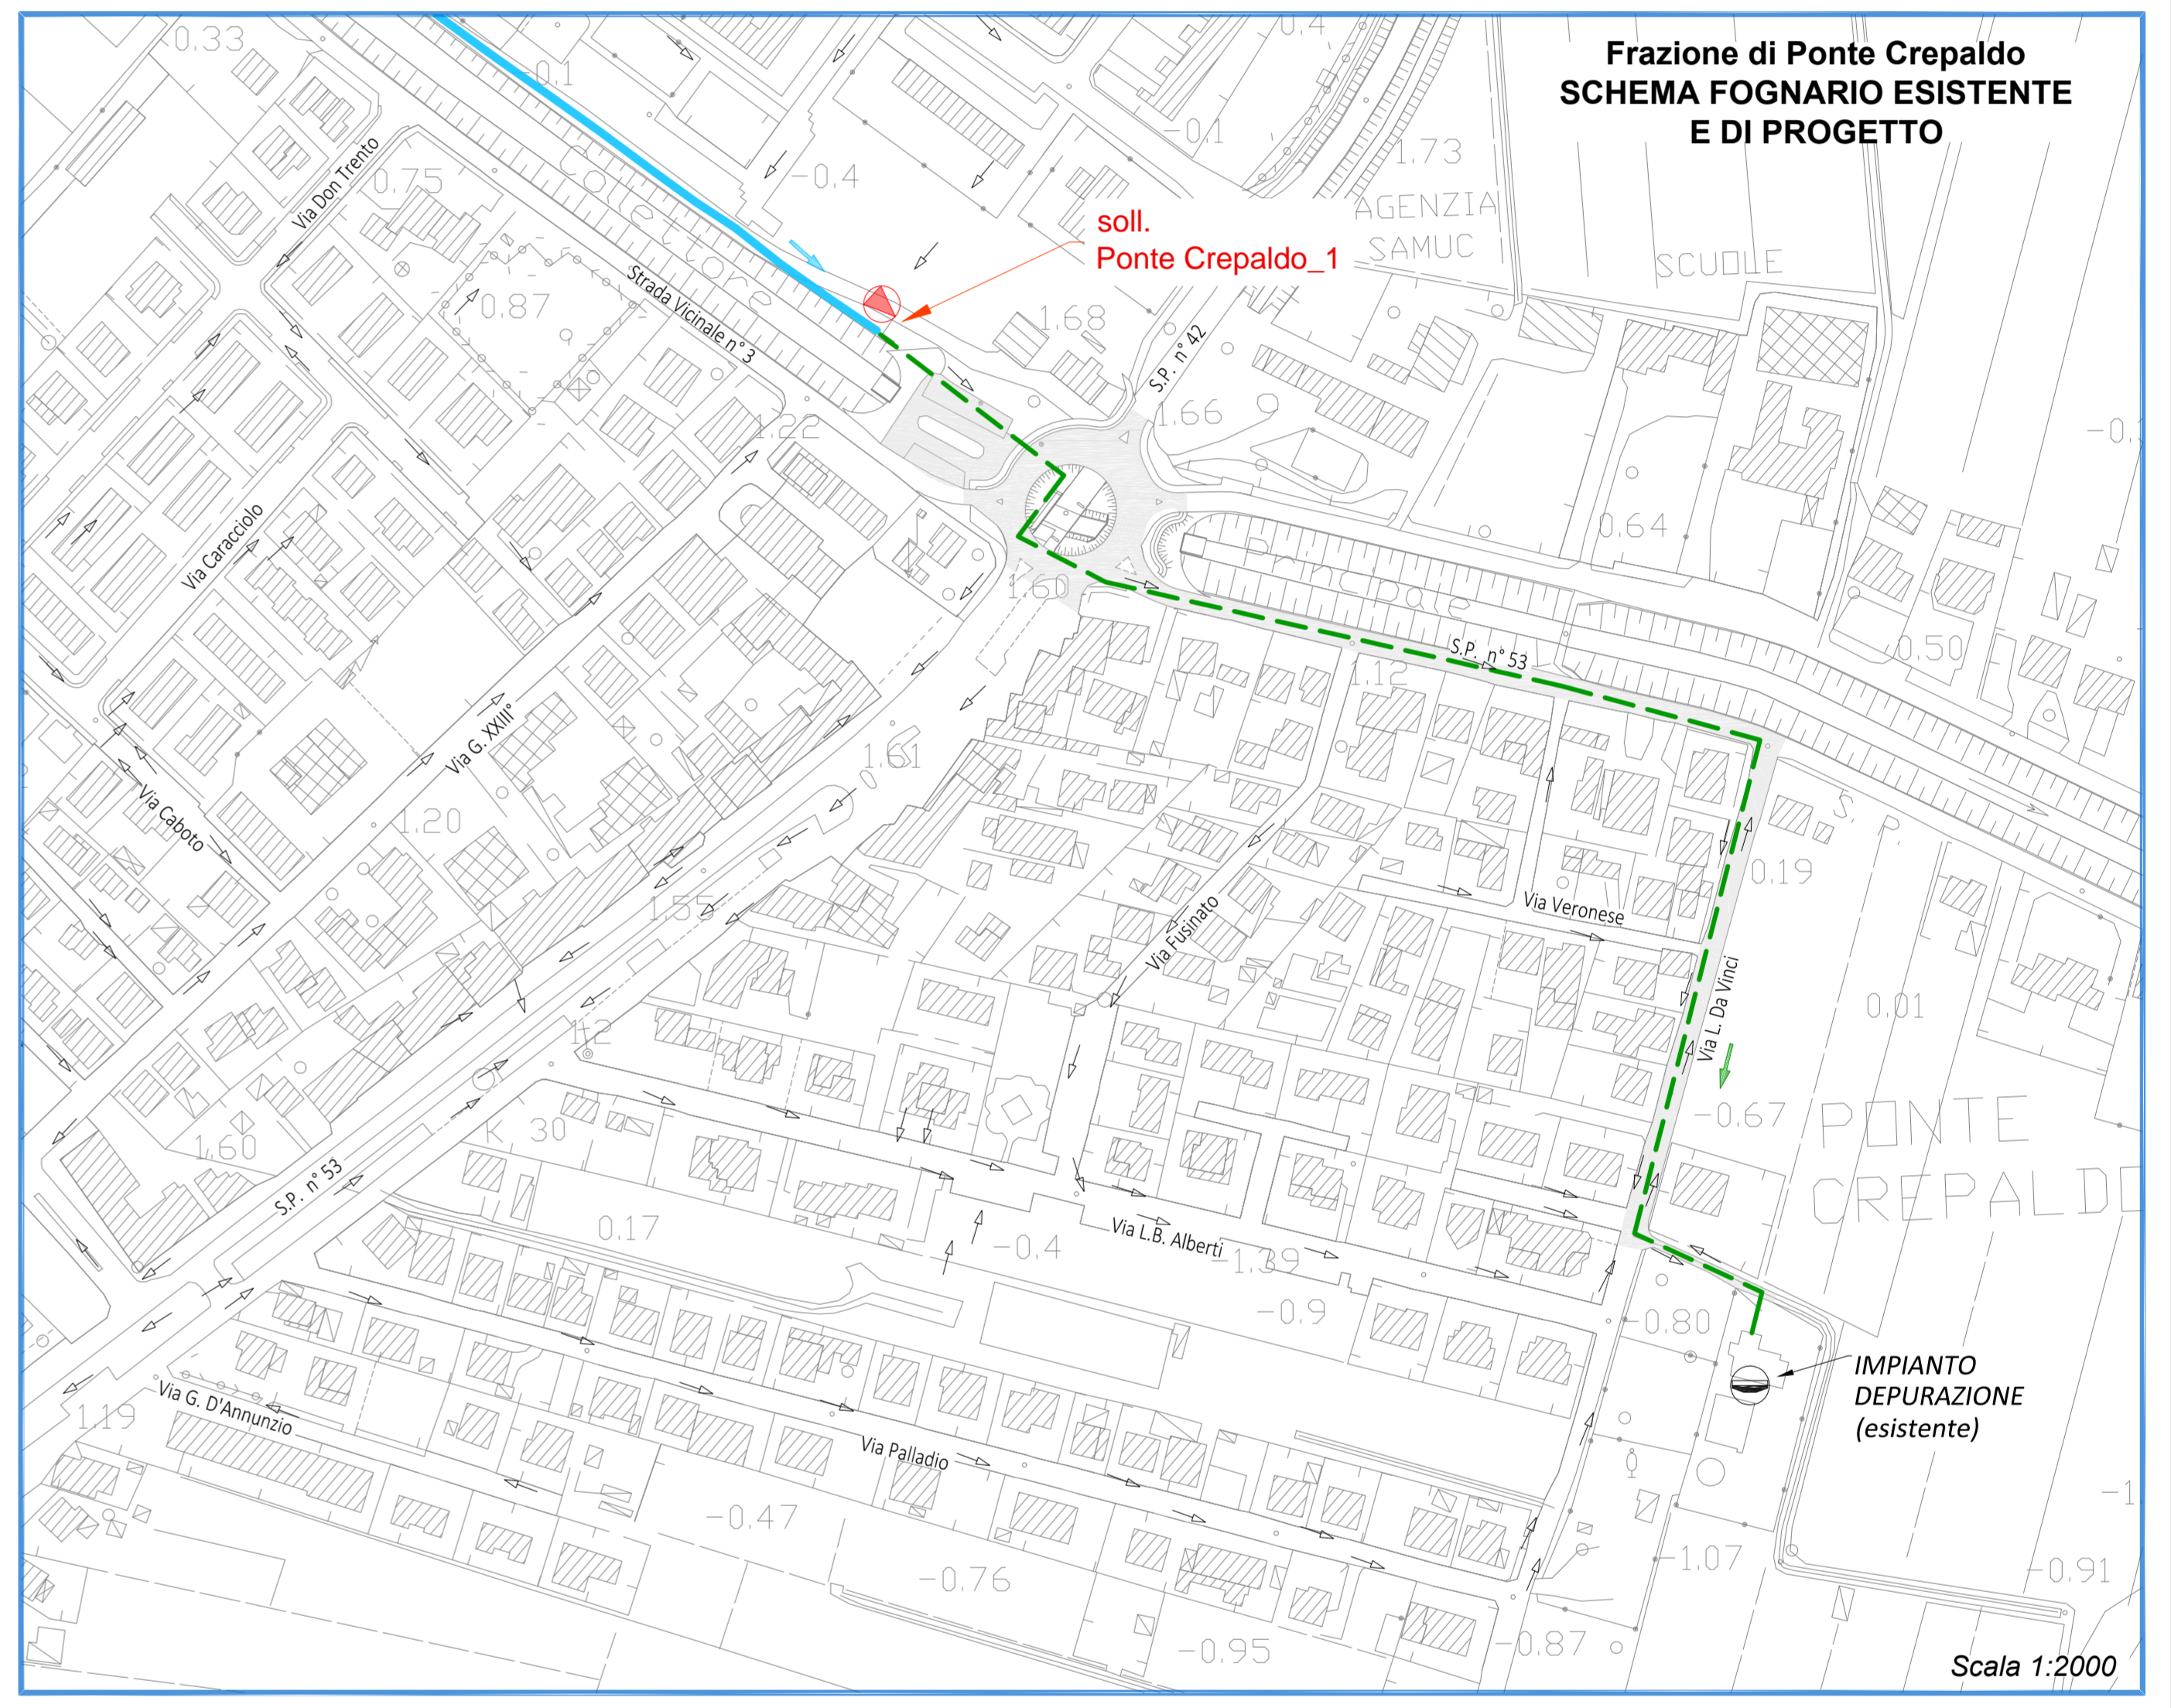 Frazione di Ponte Crepaldo
SCHEMA FOGNARIO ESISTENTE
E DI PROGETTO
0.33
-0.1
0.4
-0.1
1.73
-0.4
0.75
Via Don Trento
Collettore
AGENZIA
SAMUC
SCUOLE
soll.
Ponte Crepaldo_1
0.87
Strada Vicinale n° 3
1.68
S.P. n° 42
1.66
1.22
0.64
Via Caracciolo
1.60
Principale
0.50
S.P. n° 53
1.12
Via G. XXIII°
1.61
Via Caboto
1.20
S. P.
0.19
1.55
Via Veronese
Via Fusinato
Via L. Da Vinci
0.01
1.2
-0.67
PONTE
CREPALDO
K 30
1.60
S.P. n° 53
0.17
-0.4
Via L.B. Alberti
-1.39
-0.9
-0.80
IMPIANTO
DEPURAZIONE
(esistente)
Via G. D'Annunzio
1.19
Via Palladio
-0.47
-0.76
-1.07
-0.91
-0.95
-0.87
Scala 1:2000